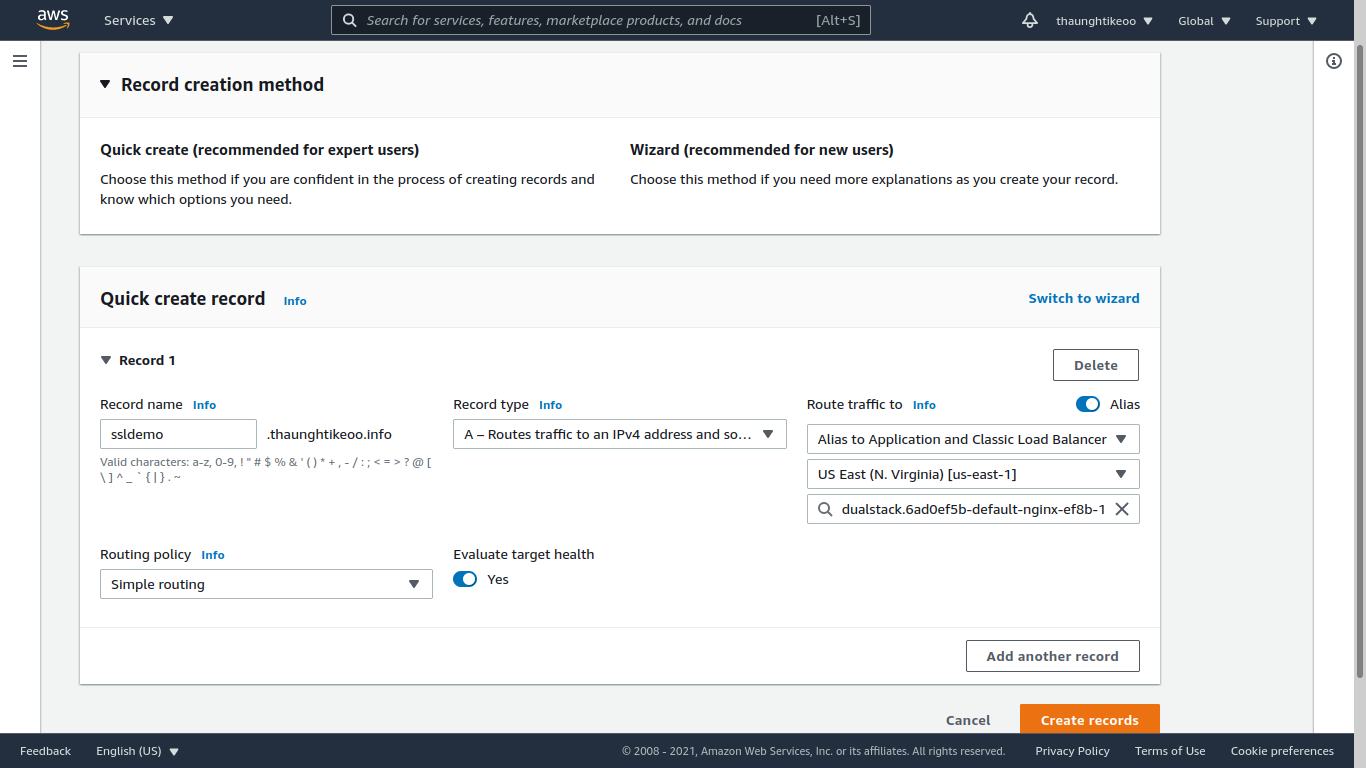 aws
Services
Search for services, features, marketplace products, and docs [Alt+S]
thaunghtikeoo
Global
Support
Record creation method
Quick create (recommended for expert users)
Choose this method if you are confident in the process of creating records and
know which options you need.
Wizard (recommended for new users)
Choose this method if you need more explanations as you create your record.
Quick create record Info
Switch to wizard
Record 1
Delete
Record name Info
ssldemo .thaunghtikeoo.info
Valid characters: a-z, 0-9, ! " # $ % & ' ( ) * + , - / : ; < = > ? @ [
\ ] ^ _ ` { | } . ~
Record type Info
A – Routes traffic to an IPv4 address and so...
Route traffic to Info
Alias
Alias to Application and Classic Load Balancer
US East (N. Virginia) [us-east-1]
dualstack.6ad0ef5b-default-nginx-ef8b-1
Routing policy Info
Simple routing
Evaluate target health
Yes
Add another record
Cancel
Create records
Feedback
English (US)
© 2008 - 2021, Amazon Web Services, Inc. or its affiliates. All rights reserved.
Privacy Policy
Terms of Use
Cookie preferences